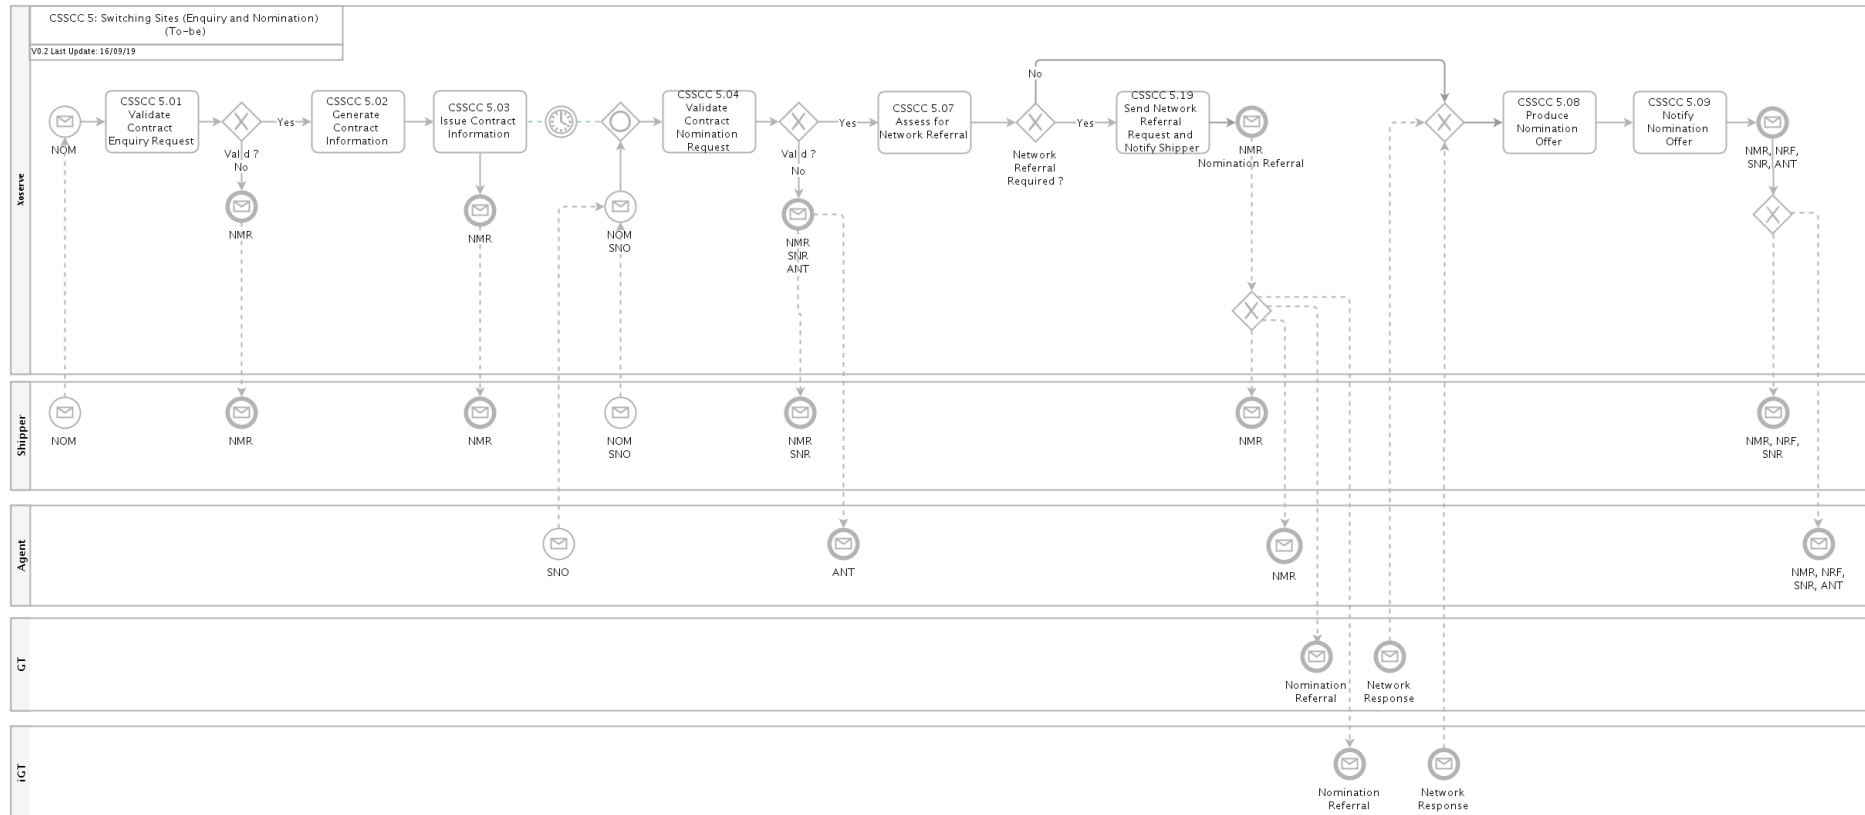 CSSCC 5: Switching Sites (Enquiry and Nomination)
(To-be)
V0.2 Last Update: 16/09/19
Xoserve
NOM
CSSCC 5.01
Validate
Contract
Enquiry Request
Valid ?
Yes
No
NMR
CSSCC 5.02
Generate
Contract
Information
CSSCC 5.03
Issue Contract
Information
NMR
NOM
SNO
CSSCC 5.04
Validate
Contract
Nomination
Request
Valid ?
Yes
No
NMR
SNR
ANT
CSSCC 5.07
Assess for
Network Referral
Network
Referral
Required ?
No
Yes
CSSCC 5.19
Send Network
Referral
Request and
Notify Shipper
NMR
Nomination Referral
CSSCC 5.08
Produce
Nomination
Offer
CSSCC 5.09
Notify
Nomination
Offer
NMR, NRF,
SNR, ANT
Shipper
NOM
NMR
NMR
NOM
SNO
NMR
SNR
NMR
NMR, NRF,
SNR
Agent
SNO
ANT
NMR
NMR, NRF,
SNR, ANT
GT
Nomination
Referral
Network
Response
iGT
Nomination
Referral
Network
Response